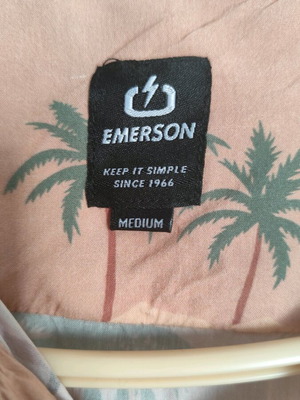 EMERSON
KEEP IT SIMPLE
SINCE 1966
MEDIUM